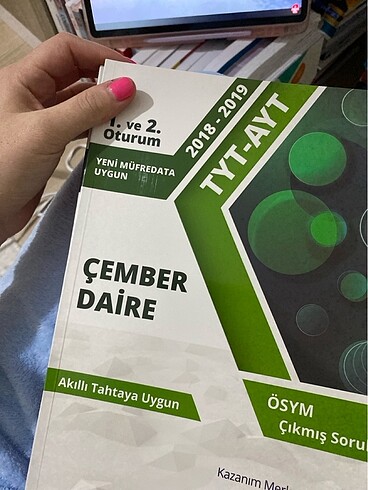 1. ve 2.
Oturum
YENİ MÜFREDATA
UYGUN
2018 - 2019
TYT-AYT
ÇEMBER
DAİRE
Akıllı Tahtaya Uygun
ÖSYM
Çıkmış
Kazanım